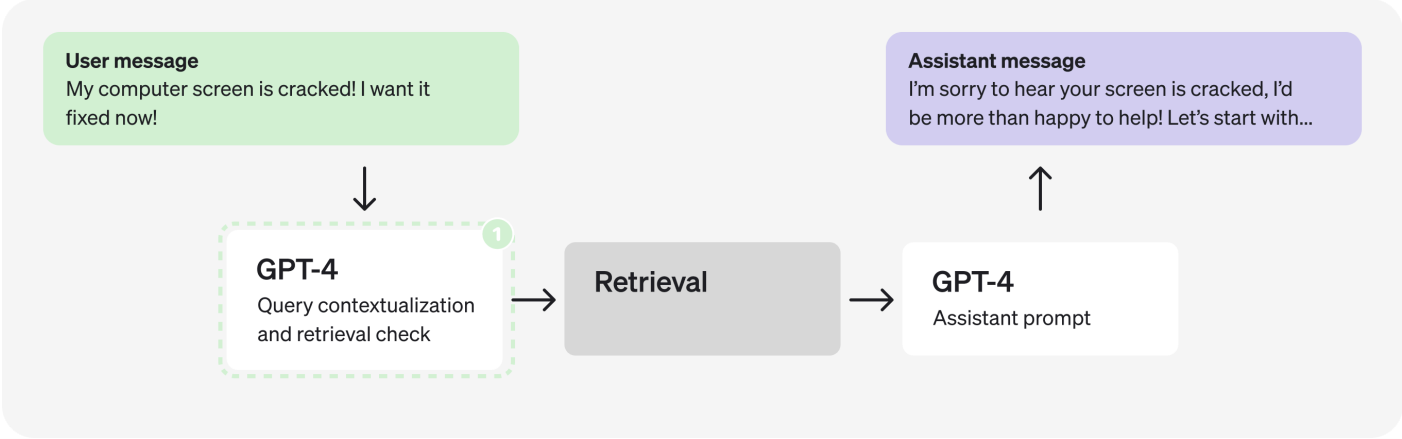 User message
My computer screen is cracked! I want it
fixed now!
Assistant message
I’m sorry to hear your screen is cracked, I’d
be more than happy to help! Let’s start with...
1
GPT-4
Query contextualization
and retrieval check
Retrieval
GPT-4
Assistant prompt